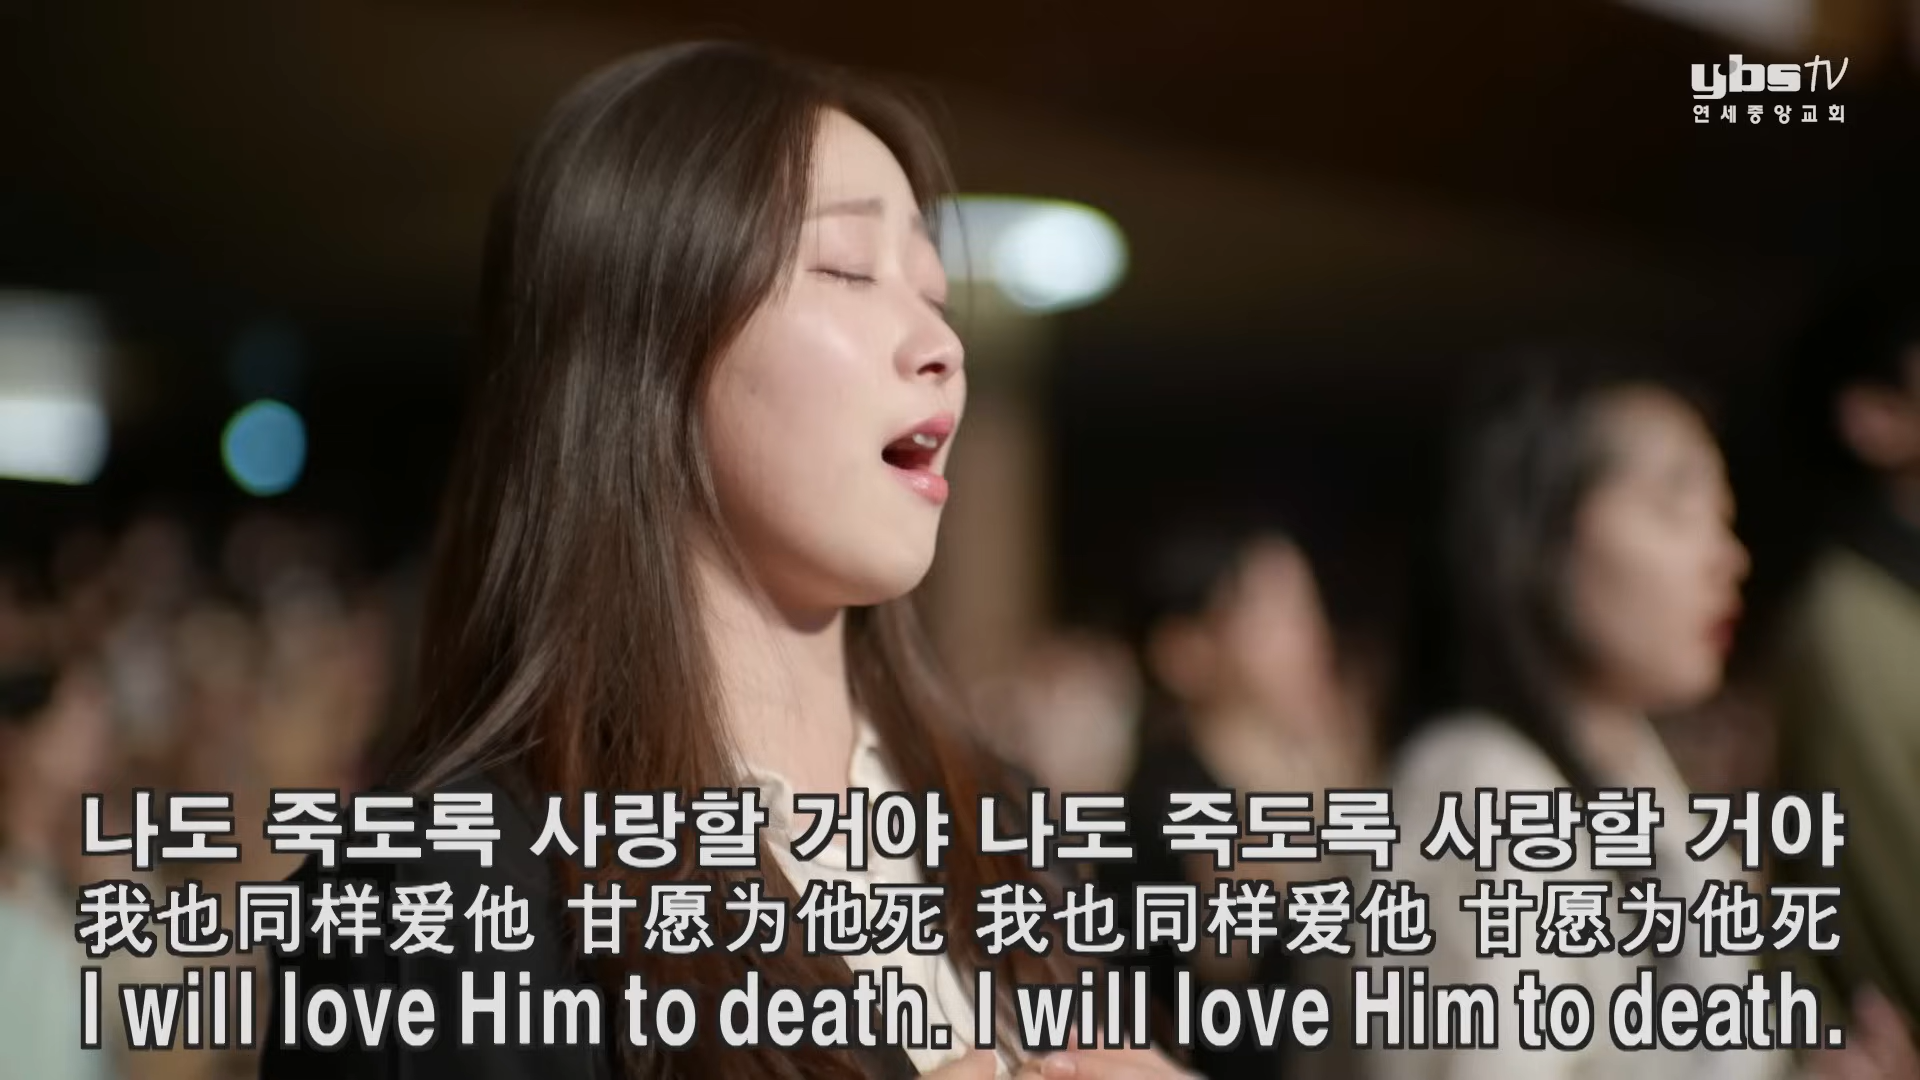 ybstv
연세중앙교회
나도 죽도록 사랑할 거야 나도 죽도록 사랑할 거야
我也同样爱他 甘愿为他死 我也同样爱他 甘愿为他死
I will love Him to death. I will love Him to death.